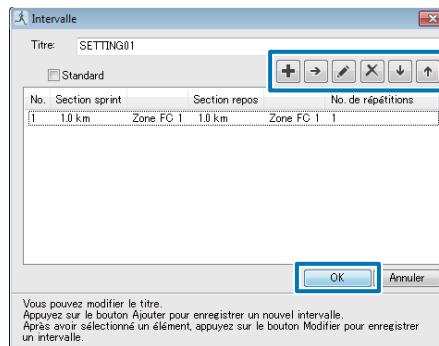 Intervalle
Titre: SETTING01
Standard
No. Section sprint Section repos No. de répétitions
1 1.0 km Zone FC 1 1.0 km Zone FC 1 1
OK Annuler
Vous pouvez modifier le titre.
Appuyez sur le bouton Ajouter pour enregistrer un nouvel intervalle.
Après avoir sélectionné un élément, appuyez sur le bouton Modifier pour enregistrer
un intervalle.